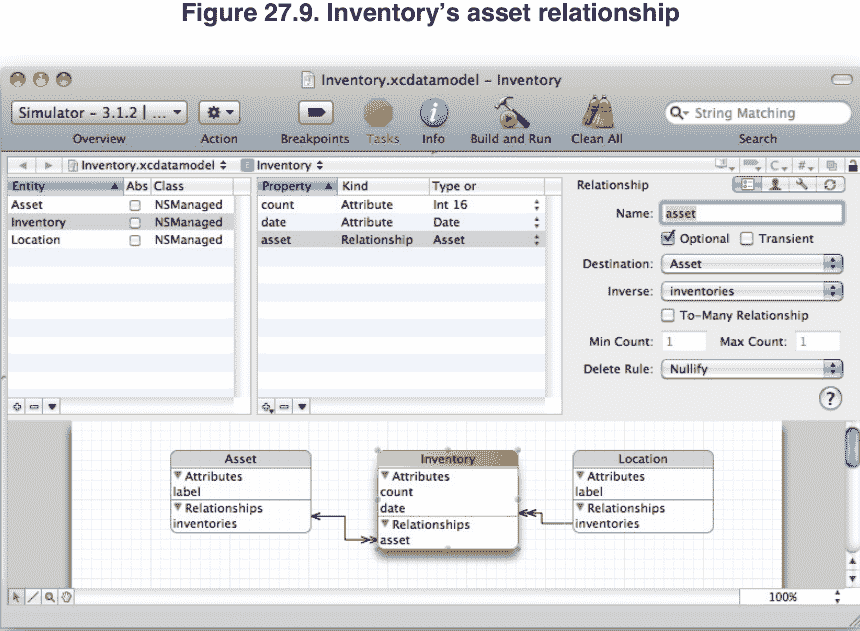 Figure 27.9. Inventory’s asset relationship
Inventory.xcdatamodel – inventory
Simulator – 3.1.2 | ...
Overview
Action
Breakpoints
Tasks
Info
Build and Run
Clean All
String Matching
Search
Inventory.xcdatamodel
Inventory
Entity Abs Class
Asset NSManaged
Inventory NSManaged
Location NSManaged
Property Kind Type or
count Attribute Int 16
date Attribute Date
asset Relationship Asset
Relationship
Name: asset
Optional Transient
Destination: Asset
Inverse: inventories
To-Many Relationship
Min Count: 1 Max Count: 1
Delete Rule: Nullify
?
Asset
Attributes
label
Relationships
inventories
Inventory
Attributes
count
date
Relationships
asset
Location
Attributes
label
Relationships
inventories
100%